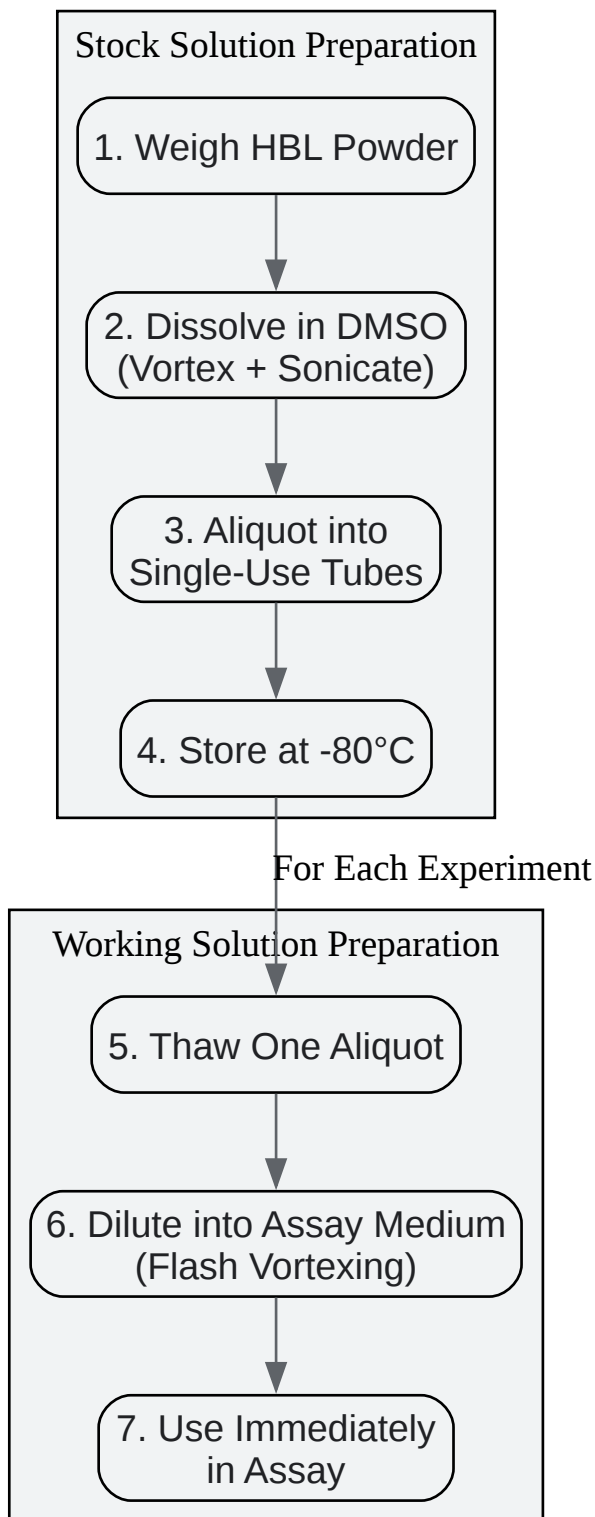 Stock Solution Preparation
1. Weigh HBL Powder
2. Dissolve in DMSO
(Vortex + Sonicate)
3. Aliquot into
Single-Use Tubes
4. Store at -80°C
For Each Experiment
Working Solution Preparation
5. Thaw One Aliquot
6. Dilute into Assay Medium
(Flash Vortexing)
7. Use Immediately
in Assay